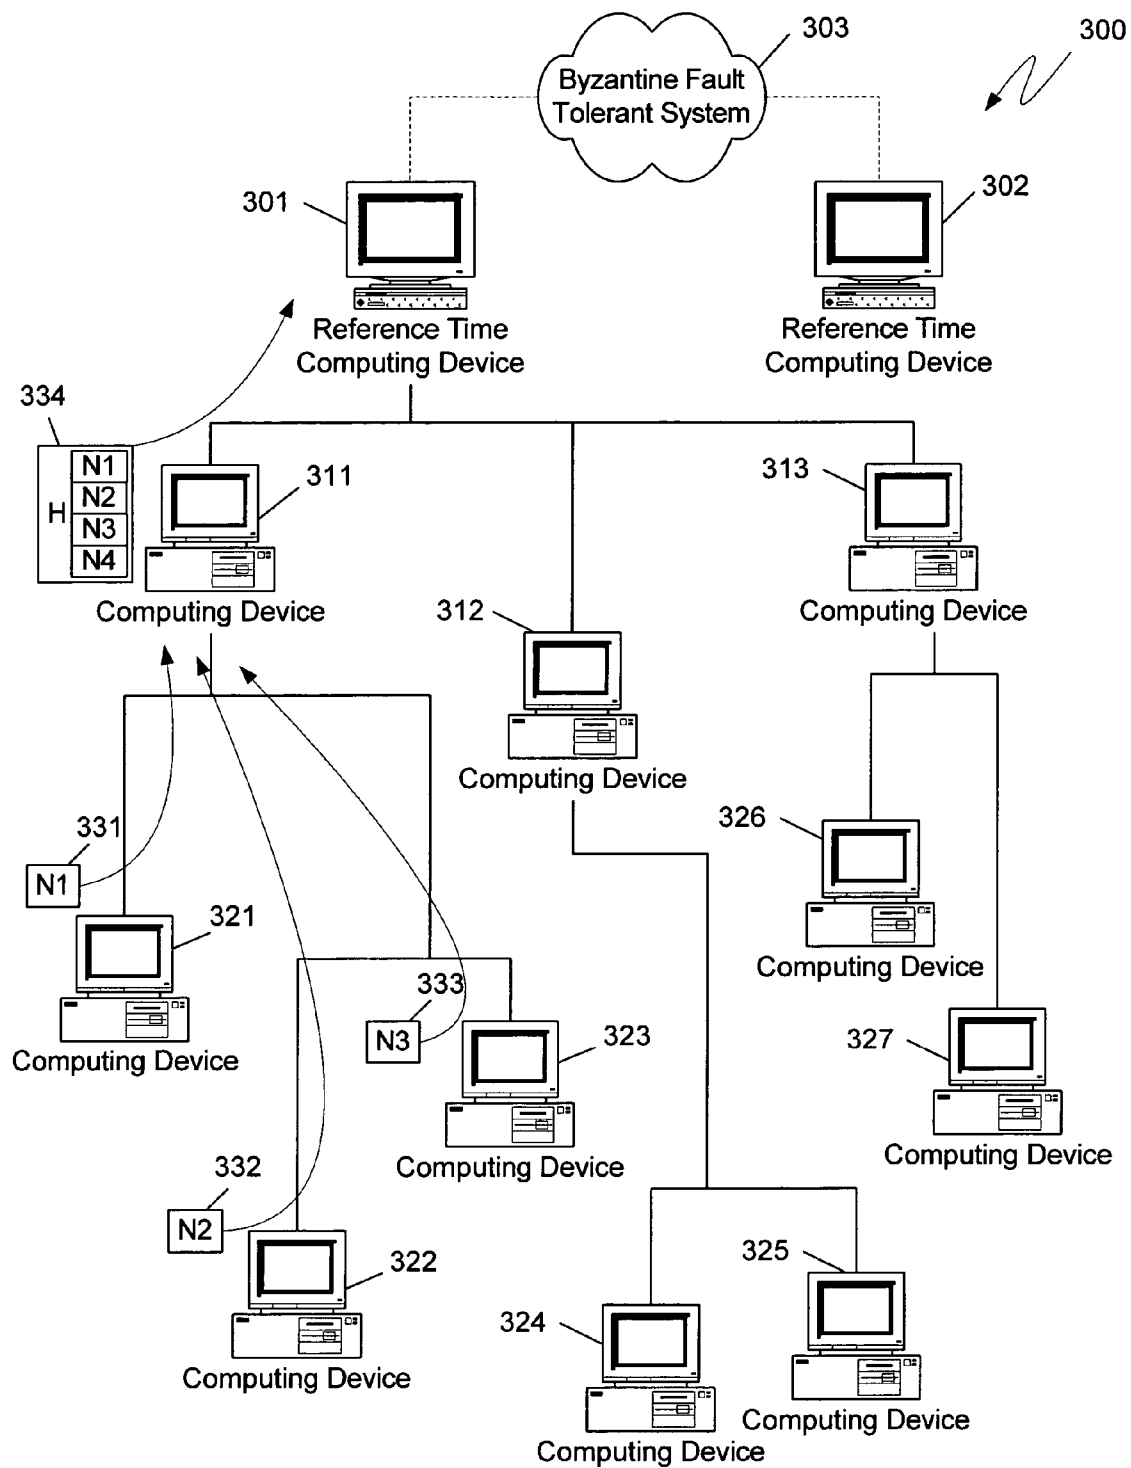 303
300
Byzantine Fault
Tolerant System
301
302
Reference Time
Computing Device
Reference Time
Computing Device
334
H
N1
N2
N3
N4
311
313
Computing Device
312
Computing Device
Computing Device
331
N1
321
326
Computing Device
Computing Device
333
N3
323
327
Computing Device
Computing Device
332
N2
322
325
Computing Device
324
Computing Device
Computing Device